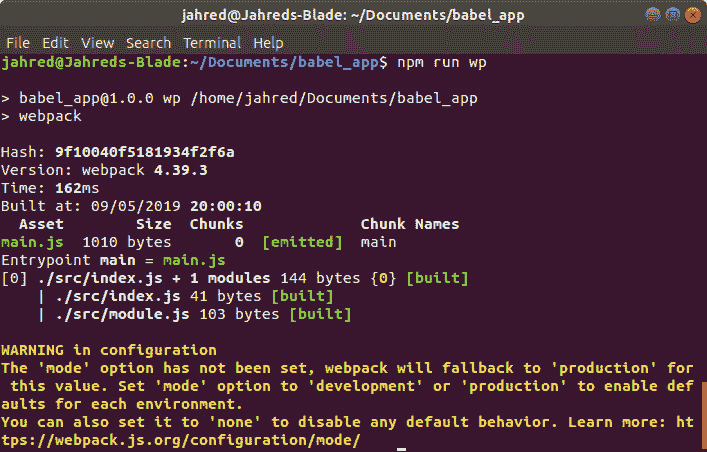 jahred@Jahreds-Blade: ~/Documents/babel_app
File Edit View Search Terminal Help
jahred@Jahreds-Blade:~/Documents/babel_app$ npm run wp
> babel_app@1.0.0 wp /home/jahred/Documents/babel_app
> webpack
Hash: 9f10040f5181934f2f6a
Version: webpack 4.39.3
Time: 162ms
Built at: 09/05/2019 20:00:10
Asset Size Chunks Chunk Names
main.js 1010 bytes 0 [emitted] main
Entrypoint main = main.js
[0] ./src/index.js + 1 modules 144 bytes {0} [built]
| ./src/index.js 41 bytes [built]
| ./src/module.js 103 bytes [built]
WARNING in configuration
The 'mode' option has not been set, webpack will fallback to 'production' for
this value. Set 'mode' option to 'development' or 'production' to enable def
aults for each environment.
You can also set it to 'none' to disable any default behavior. Learn more: ht
tps://webpack.js.org/configuration/mode/